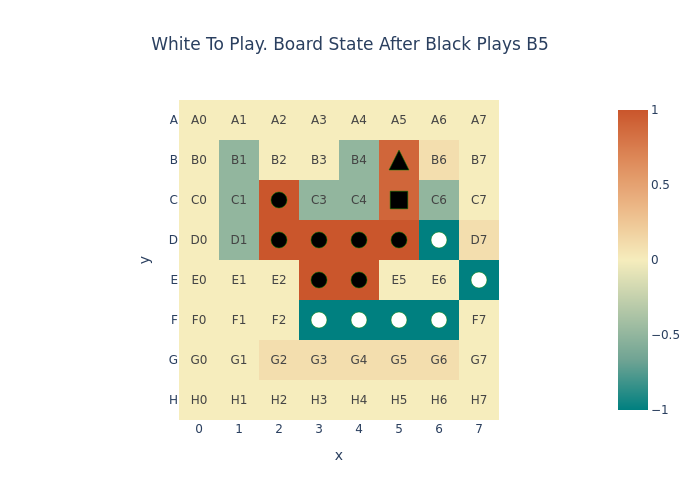 White To Play. Board State After Black Plays B5
A A0 A1 A2 A3 A4 A5 A6 A7
B B0 B1 B2 B3 B4 B6 B7
C C0 C1 C3 C4 C6 C7
D D0 D1 D7
E E0 E1 E2 E5 E6
F F0 F1 F2 F7
G G0 G1 G2 G3 G4 G5 G6 G7
H H0 H1 H2 H3 H4 H5 H6 H7
0 1 2 3 4 5 6 7
x
y
1
0.5
0
−0.5
−1